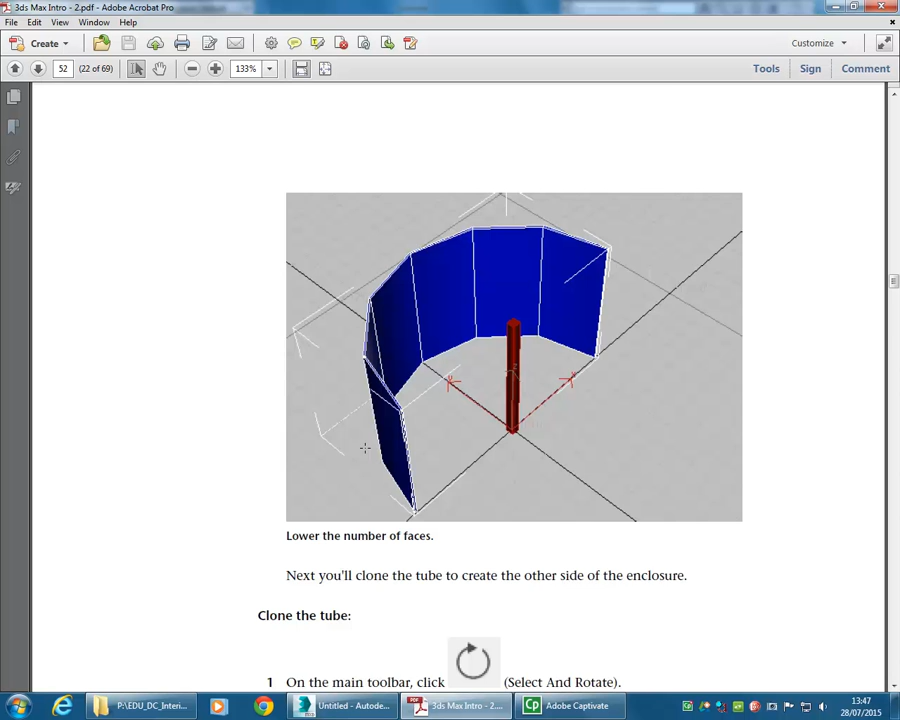 3ds Max Intro - 2.pdf - Adobe Acrobat Pro
File Edit View Window Help
Create Customize
52 (22 of 69) 133% Tools Sign Comment
Lower the number of faces.
Next you'll clone the tube to create the other side of the enclosure.
Clone the tube:
1 On the main toolbar, click (Select And Rotate).
P:\EDU_DC_Interi... Untitled - Autode... 3ds Max Intro - 2.... Adobe Captivate
13:47
28/07/2015